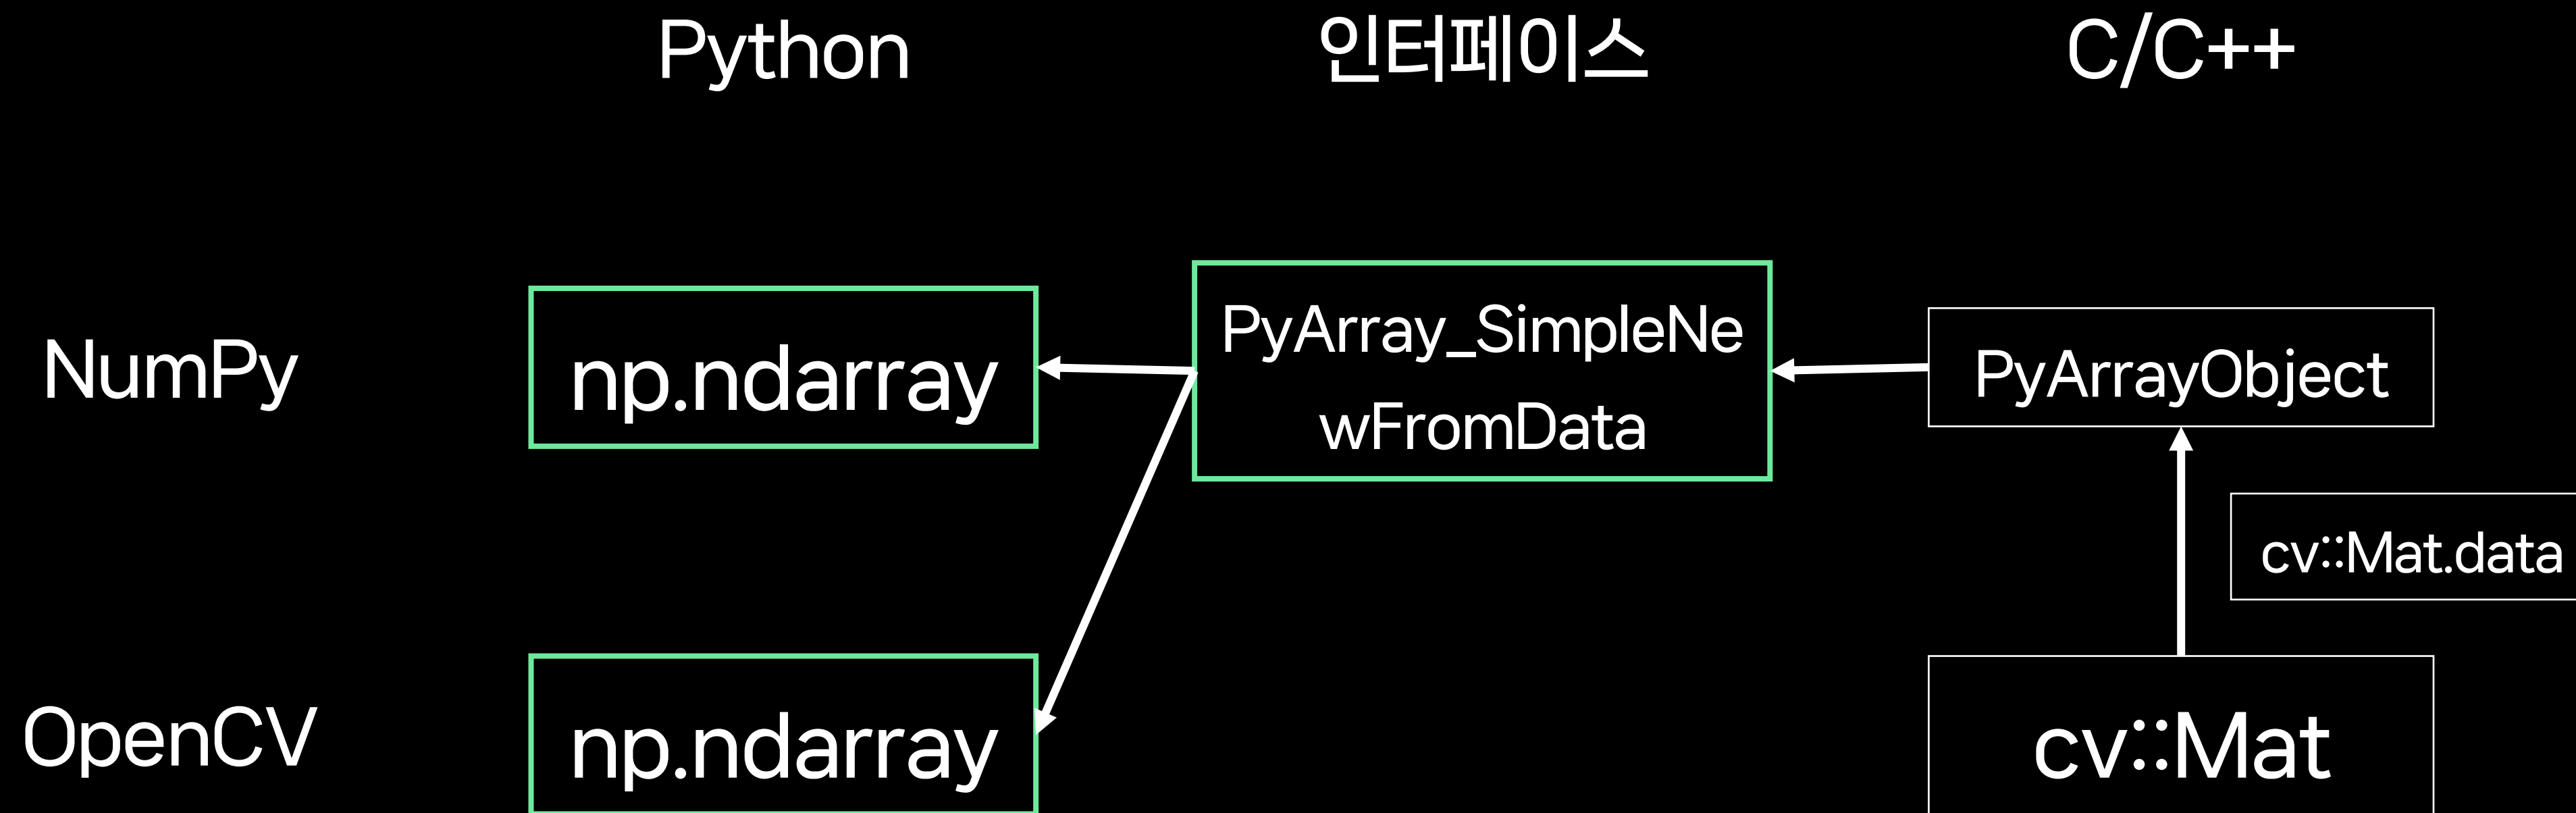 Python 인터페이스 C/C++
NumPy
np.ndarray
PyArray_SimpleNe
wFromData
PyArrayObject
cv::Mat.data
OpenCV
np.ndarray
cv::Mat